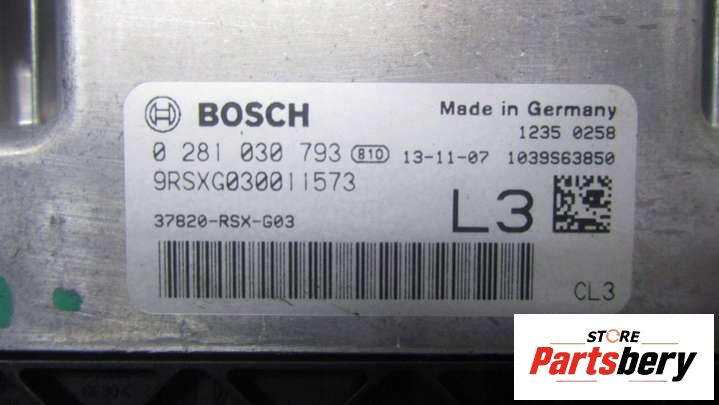 BOSCH
Made in Germany
1235 0258
0 281 030 793 B10 13-11-07 1039S63850
9RSXG030011573
37820-RSX-G03
L3
CL3
STORE
Partsbery